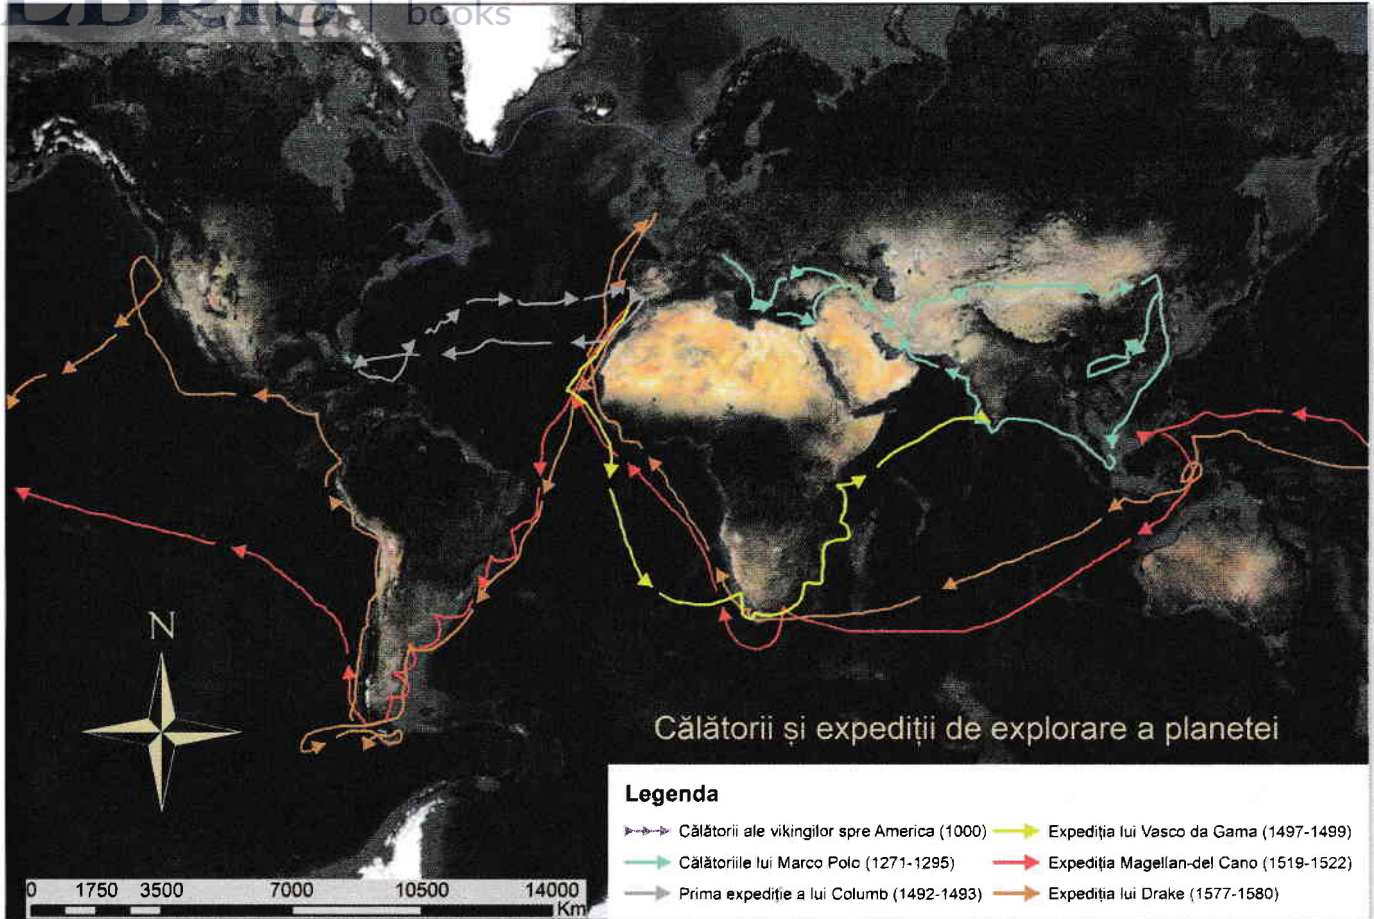 books
N
Călătorii și expediții de explorare a planetei
Legenda
Călătorii ale vikingilor spre America (1000)
Expediția lui Vasco da Gama (1497-1499)
Călătoriile lui Marco Polo (1271-1295)
Expediția Magellan-del Cano (1519-1522)
Prima expediție a lui Columb (1492-1493)
Expediția lui Drake (1577-1580)
0 1750 3500 7000 10500 14000
Km